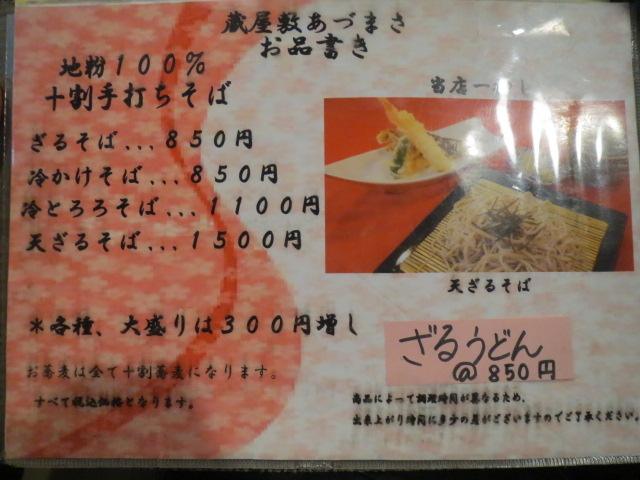 蔵屋敷あづまさ
お品書き
地粉１００％
十割手打ちそば
ざるそば...８５０円
冷かけそば...８５０円
冷とろろそば...１１００円
天ざるそば...１５００円
当店一 し
天ざるそば
＊各種、大盛りは３００円増し
ざるうどん
@ ８５０円
お蕎麦は全て十割蕎麦になります。
すべて税込価格となります。
商品によって調理時間が異なるため、
出来上がり時間に多少の差がございますのでご了承ください。